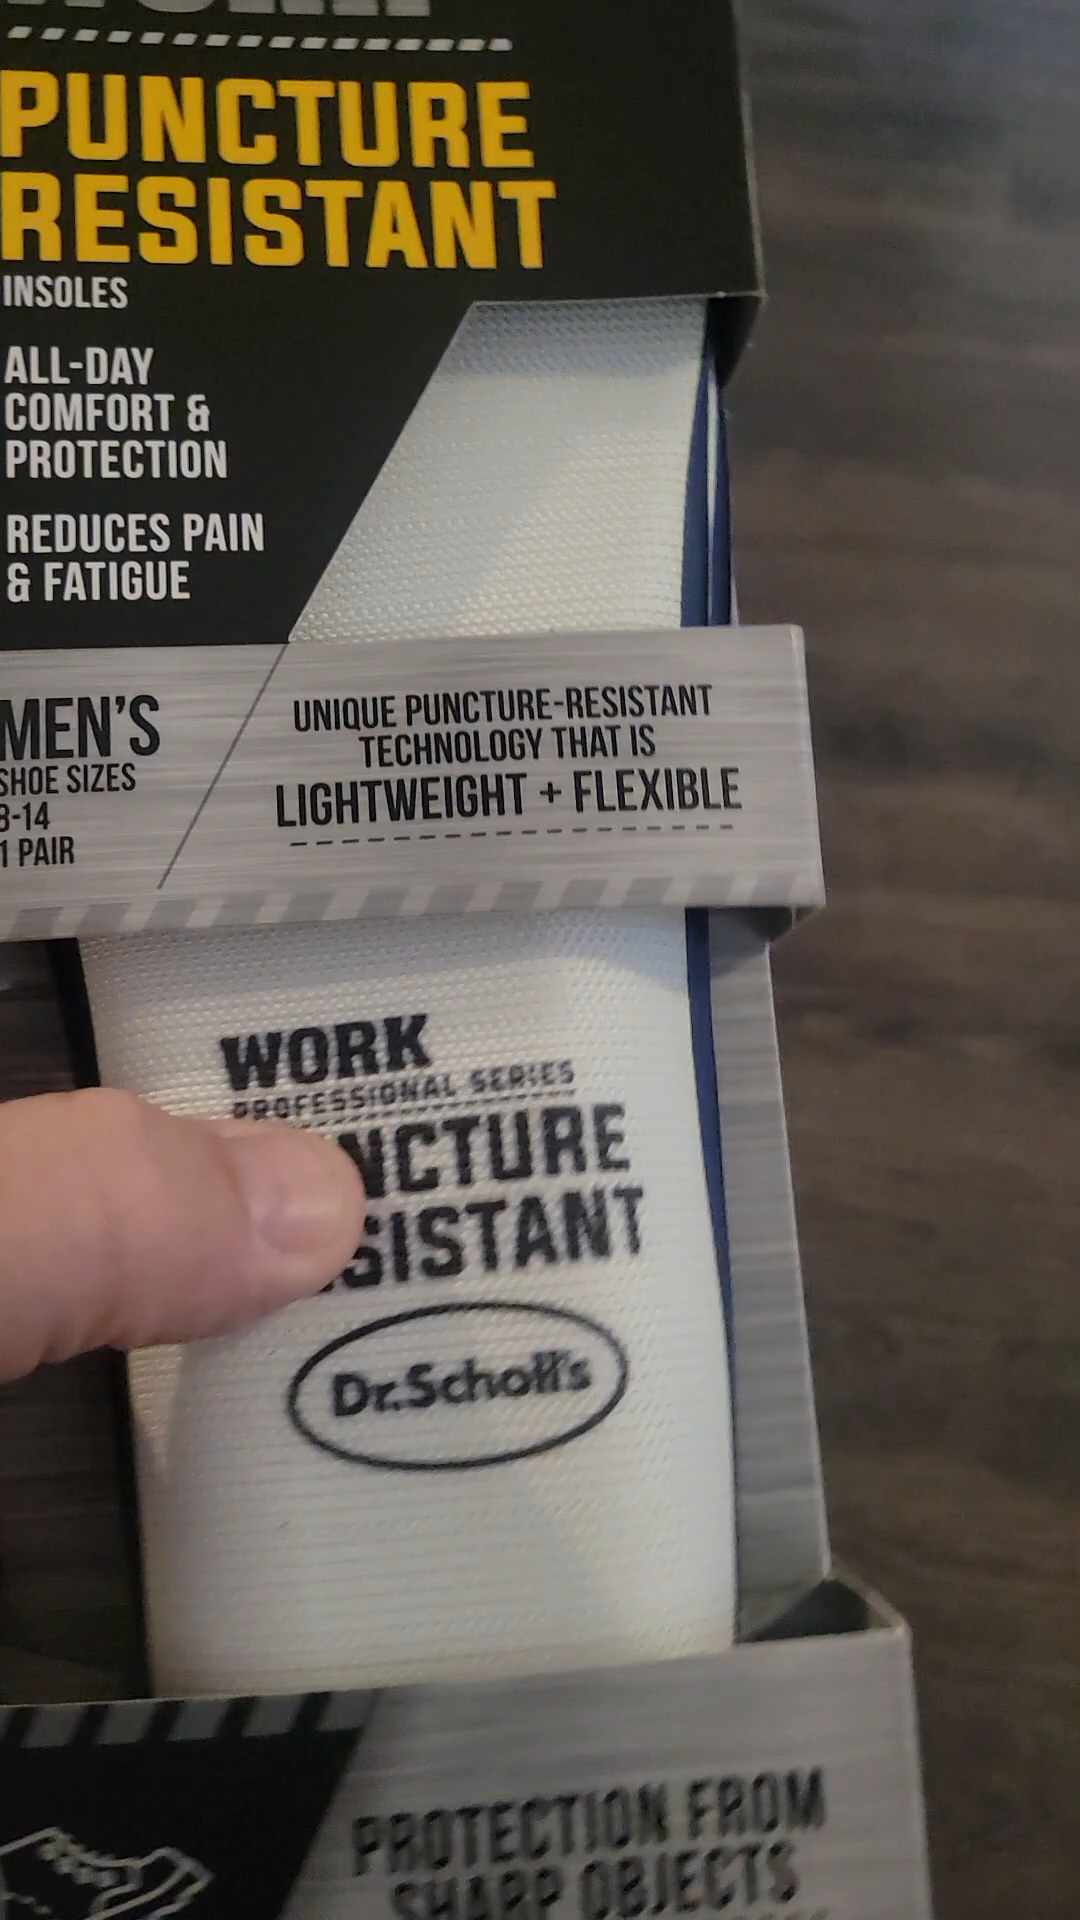 WORK
PUNCTURE
RESISTANT
INSOLES
ALL-DAY
COMFORT &
PROTECTION
REDUCES PAIN
& FATIGUE
MEN'S
SHOE SIZES
8-14
1 PAIR
UNIQUE PUNCTURE-RESISTANT
TECHNOLOGY THAT IS
LIGHTWEIGHT + FLEXIBLE
WORK
PROFESSIONAL SERIES
NCTURE
SISTANT
Dr. Scholl's
PROTECTION FROM
SHARP OBJECTS